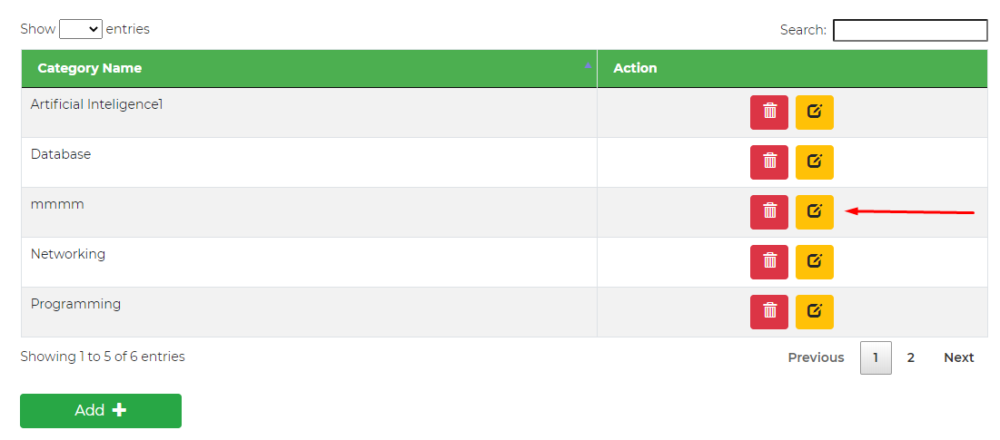 Show entries
Search:
Category Name Action
Artificial Inteligence1
Database
mmmm
Networking
Programming
Showing 1 to 5 of 6 entries
Previous 1 2 Next
Add